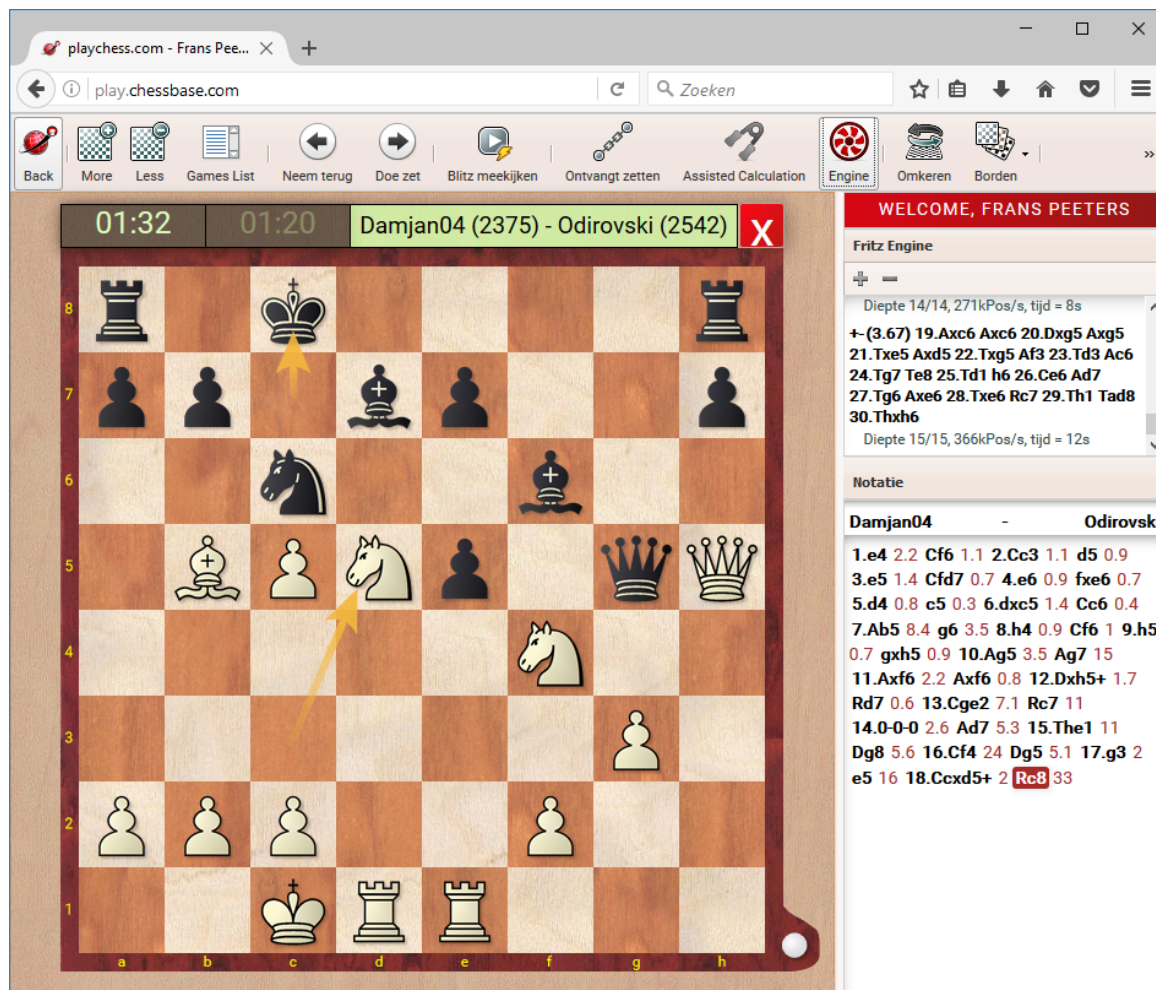 playchess.com - Frans Pee...
play.chessbase.com
Zoeken
Back More Less Games List Neem terug Doe zet Blitz meekijken Ontvangt zetten Assisted Calculation Engine Omkeren Borden »
01:32 01:20 Damjan04 (2375) - Odirovski (2542) X
WELCOME, FRANS PEETERS
Fritz Engine
Diepte 14/14, 271kPos/s, tijd = 8s
+-(3.67) 19.Axc6 Axc6 20.Dxg5 Axg5
21.Txe5 Axd5 22.Txg5 Af3 23.Td3 Ac6
24.Tg7 Te8 25.Td1 h6 26.Ce6 Ad7
27.Tg6 Axe6 28.Txe6 Rc7 29.Th1 Tad8
30.Thxh6
Diepte 15/15, 366kPos/s, tijd = 12s
Notatie
Damjan04 - Odirovsk
1.e4 2.2 Cf6 1.1 2.Cc3 1.1 d5 0.9
3.e5 1.4 Cfd7 0.7 4.e6 0.9 fxe6 0.7
5.d4 0.8 c5 0.3 6.dxc5 1.4 Cc6 0.4
7.Ab5 8.4 g6 3.5 8.h4 0.9 Cf6 1 9.h5
0.7 gxh5 0.9 10.Ag5 3.5 Ag7 15
11.Axf6 2.2 Axf6 0.8 12.Dxh5+ 1.7
Rd7 0.6 13.Cge2 7.1 Rc7 11
14.0-0-0 2.6 Ad7 5.3 15.The1 11
Dg8 5.6 16.Cf4 24 Dg5 5.1 17.g3 2
e5 16 18.Ccxd5+ 2 Rc8 33
8
7
6
5
4
3
2
1
a b c d e f g h